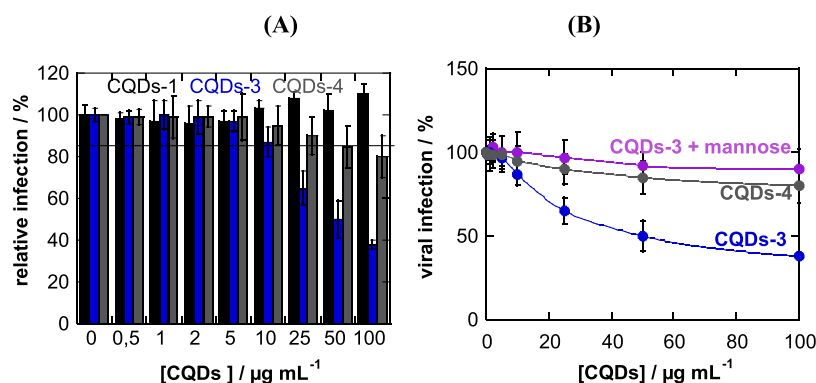 (A)
120
100
80
60
40
20
0
relative infection / %
CQDs-1 CQDs-3 CQDs-4
0 0,5 1 2 5 10 25 50 100
[CQDs ] / µg mL⁻¹
(B)
150
100
50
0
viral infection / %
CQDs-3 + mannose
CQDs-4
CQDs-3
0 20 40 60 80 100
[CQDs] / µg mL⁻¹